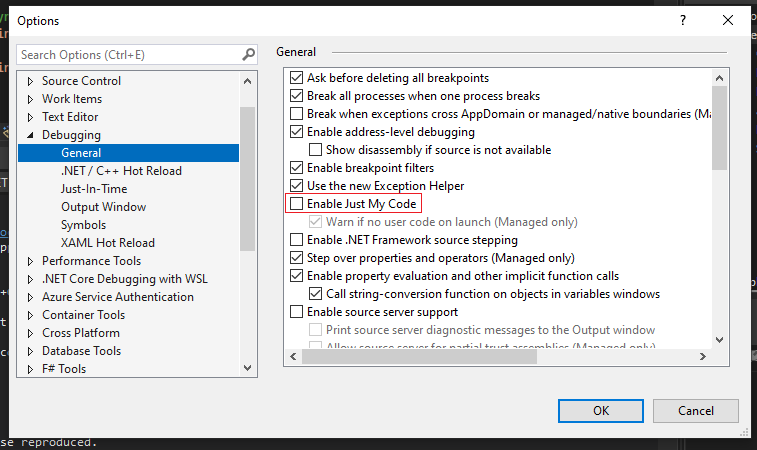 Options
?
Search Options (Ctrl+E)
Source Control
Work Items
Text Editor
Debugging
General
.NET / C++ Hot Reload
Just-In-Time
Output Window
Symbols
XAML Hot Reload
Performance Tools
.NET Core Debugging with WSL
Azure Service Authentication
Container Tools
Cross Platform
Database Tools
F# Tools
General
Ask before deleting all breakpoints
Break all processes when one process breaks
Break when exceptions cross AppDomain or managed/native boundaries (Ma
Enable address-level debugging
Show disassembly if source is not available
Enable breakpoint filters
Use the new Exception Helper
Enable Just My Code
Warn if no user code on launch (Managed only)
Enable .NET Framework source stepping
Step over properties and operators (Managed only)
Enable property evaluation and other implicit function calls
Call string-conversion function on objects in variables windows
Enable source server support
Print source server diagnostic messages to the Output window
Allow source server for partial trust assemblies (Managed only)
OK
Cancel
se reproduced.